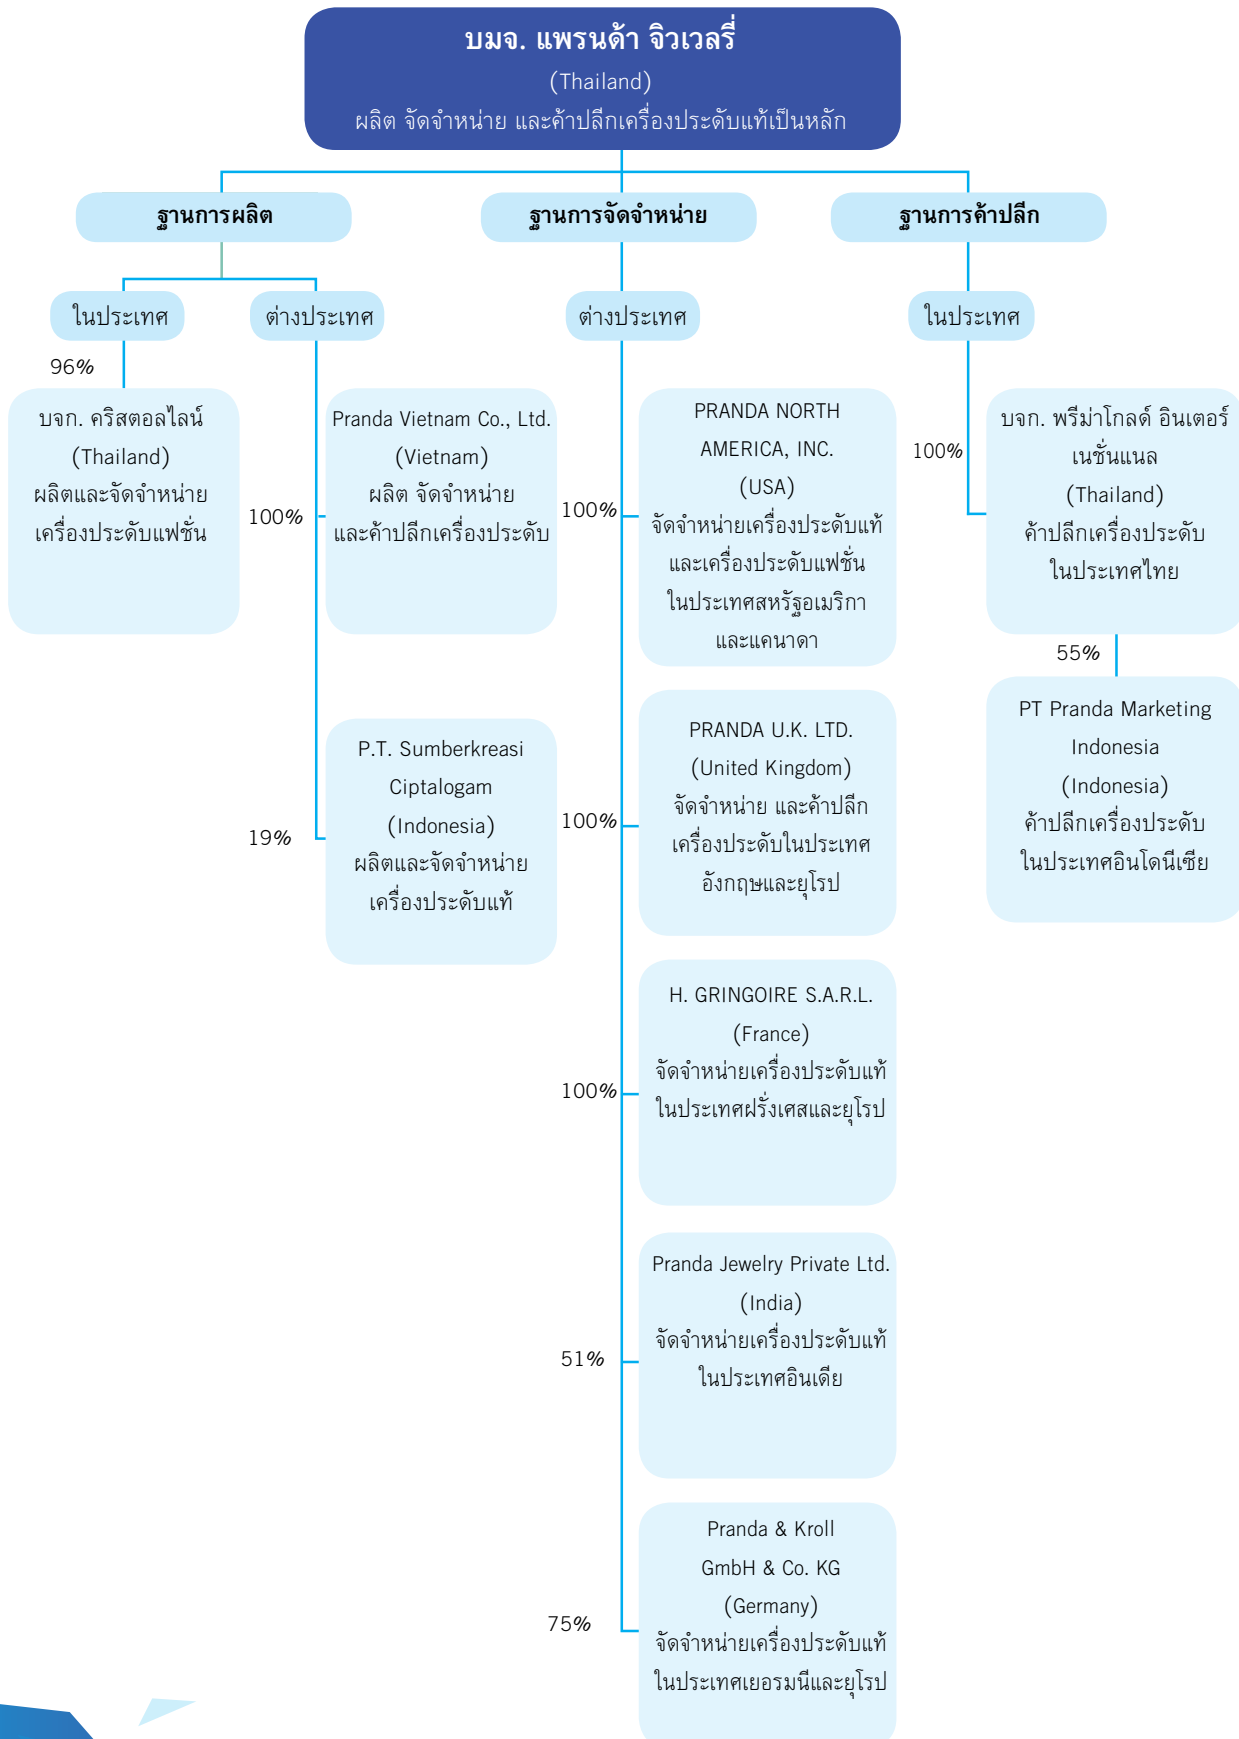 บมจ. แพรนด้า จิวเวลรี่
(Thailand)
ผลิต จัดจำหน่าย และค้าปลีกเครื่องประดับแท้เป็นหลัก
ฐานการผลิต
ในประเทศ
96%
บจก. คริสตอลไลน์
(Thailand)
ผลิตและจัดจำหน่าย
เครื่องประดับแฟชั่น
ต่างประเทศ
100%
Pranda Vietnam Co., Ltd.
(Vietnam)
ผลิต จัดจำหน่าย
และค้าปลีกเครื่องประดับ
19%
P.T. Sumberkreasi
Ciptalogam
(Indonesia)
ผลิตและจัดจำหน่าย
เครื่องประดับแท้
ฐานการจัดจำหน่าย
ต่างประเทศ
100%
PRANDA NORTH
AMERICA, INC.
(USA)
จัดจำหน่ายเครื่องประดับแท้
และเครื่องประดับแฟชั่น
ในประเทศสหรัฐอเมริกา
และแคนาดา
100%
PRANDA U.K. LTD.
(United Kingdom)
จัดจำหน่าย และค้าปลีก
เครื่องประดับในประเทศ
อังกฤษและยุโรป
100%
H. GRINGOIRE S.A.R.L.
(France)
จัดจำหน่ายเครื่องประดับแท้
ในประเทศฝรั่งเศสและยุโรป
51%
Pranda Jewelry Private Ltd.
(India)
จัดจำหน่ายเครื่องประดับแท้
ในประเทศอินเดีย
75%
Pranda & Kroll
GmbH & Co. KG
(Germany)
จัดจำหน่ายเครื่องประดับแท้
ในประเทศเยอรมนีและยุโรป
ฐานการค้าปลีก
ในประเทศ
100%
บจก. พรีม่าโกลด์ อินเตอร์
เนชั่นแนล
(Thailand)
ค้าปลีกเครื่องประดับ
ในประเทศไทย
55%
PT Pranda Marketing
Indonesia
(Indonesia)
ค้าปลีกเครื่องประดับ
ในประเทศอินโดนีเซีย